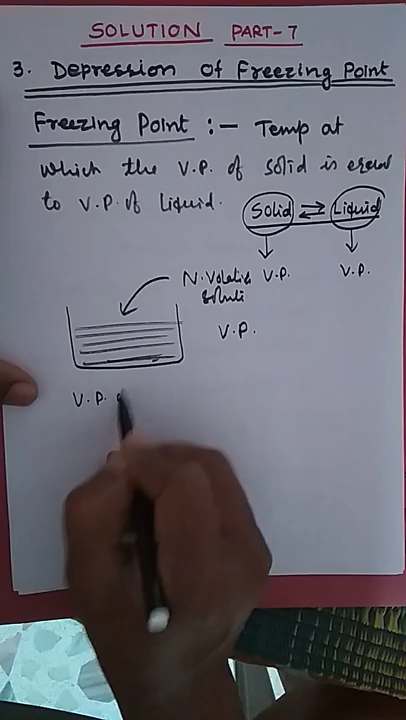 SOLUTION PART-7
3. Depression of Freezing Point
Freezing Point :- Temp at
which the V.P. of solid is equal
to V.P. of Liquid.
Solid ⇌ Liquid
V.P. V.P.
N. Volatile
Solute
V.P.
V.P.